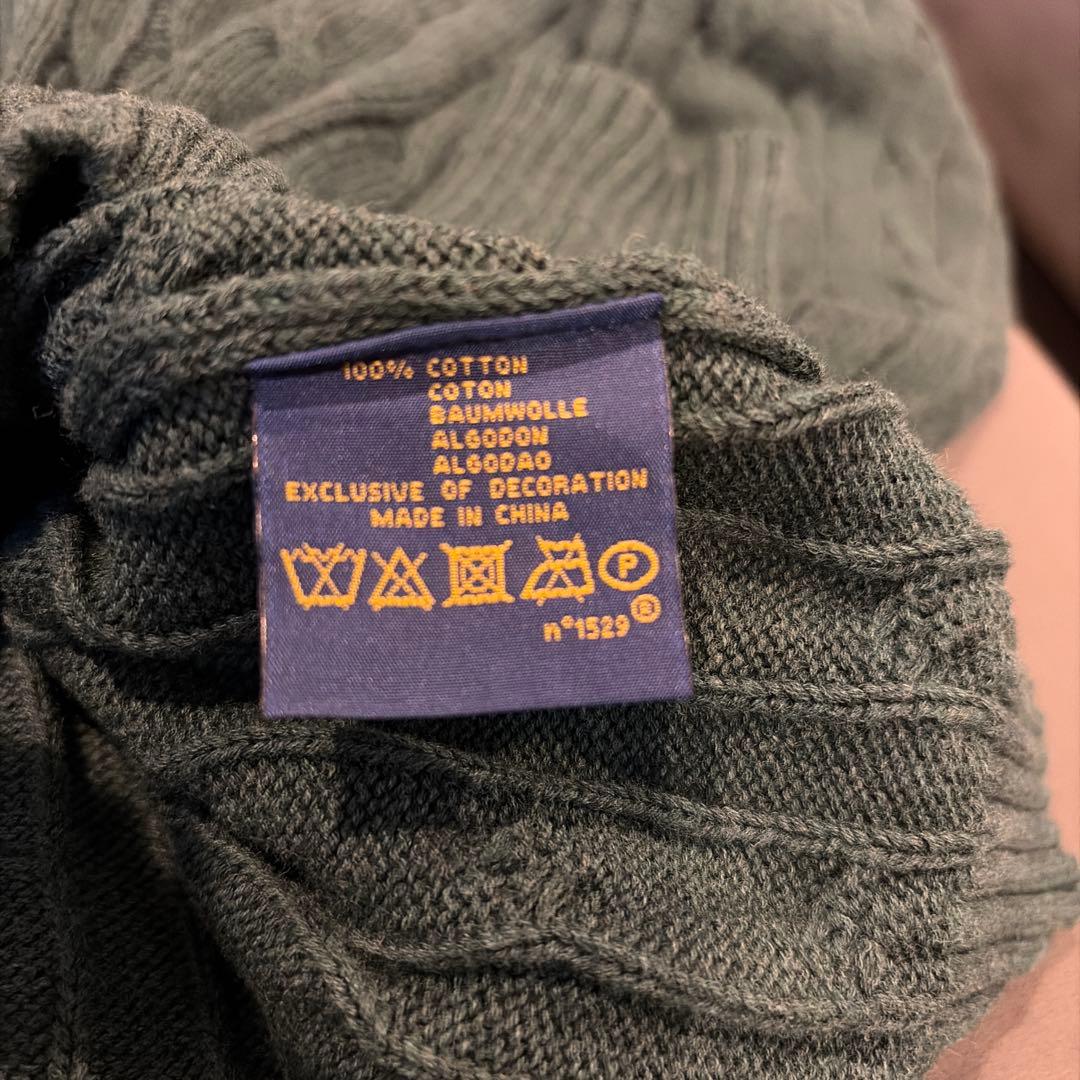 100% COTTON
COTON
BAUMWOLLE
ALGODON
ALGODAO
EXCLUSIVE OF DECORATION
MADE IN CHINA
P
n°1529®